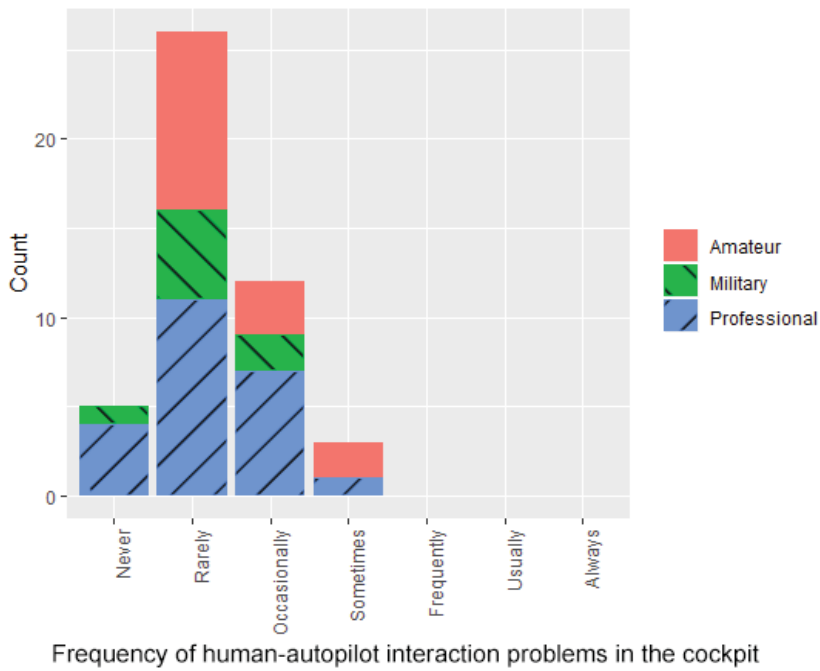 Count
20
10
0
Never
Rarely
Occasionally
Sometimes
Frequently
Usually
Always
Frequency of human-autopilot interaction problems in the cockpit
Amateur
Military
Professional